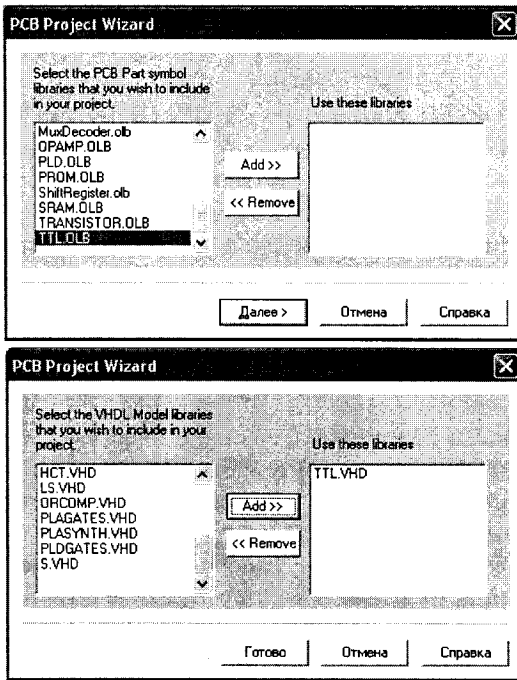 PCB Project Wizard
Select the PCB Part symbol
libraries that you wish to include
in your project.
Use these libraries
MuxDecoder.olb
OPAMP.OLB
PLD.OLB
PROM.OLB
ShiftRegister.olb
SRAM.OLB
TRANSISTOR.OLB
TTL.OLB
Add >>
<< Remove
Далее >
Отмена
Справка
PCB Project Wizard
Select the VHDL Model libraries
that you wish to include in your
project.
Use these libraries
HCT.VHD
LS.VHD
ORCOMP.VHD
PLAGATES.VHD
PLASYNTH.VHD
PLDGATES.VHD
S.VHD
TTL.VHD
Add >>
<< Remove
Готово
Отмена
Справка